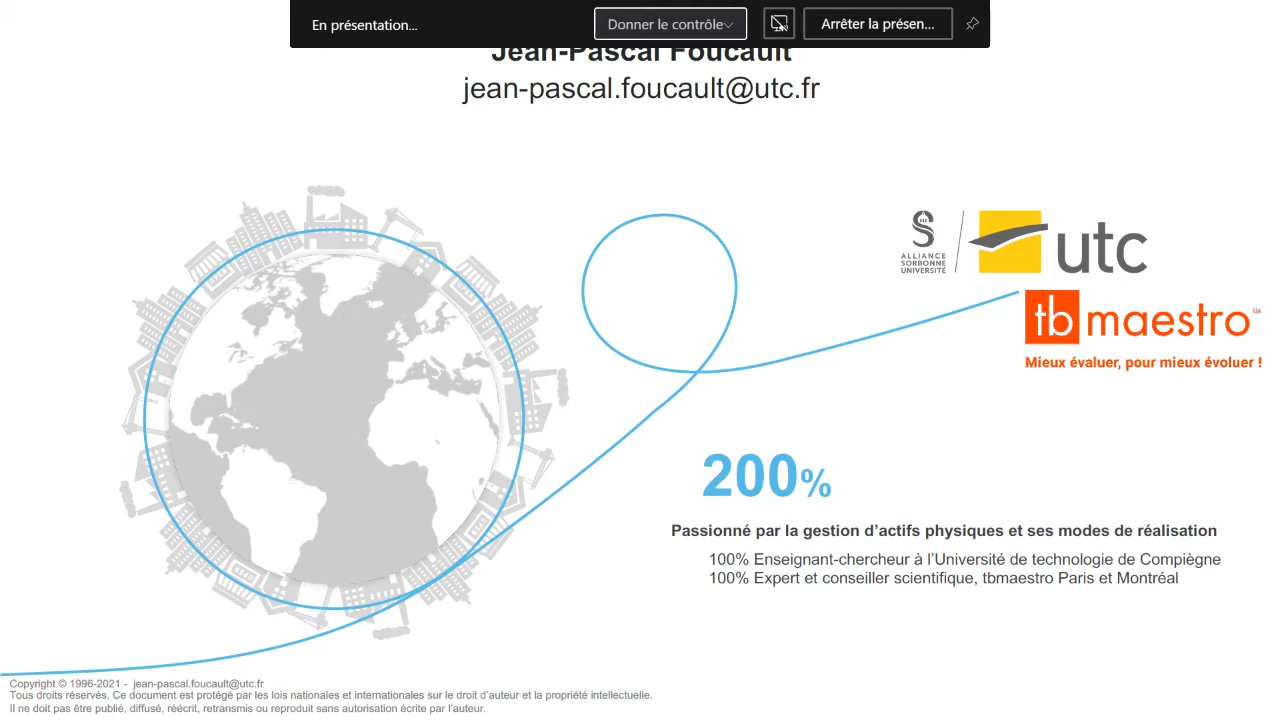 En présentation...
Donner le contrôle
Arrêter la présen...
Jean-Pascal Foucault
jean-pascal.foucault@utc.fr
ALLIANCE
SORBONNE
UNIVERSITÉ
utc
tb maestro
Mieux évaluer, pour mieux évoluer !
200%
Passionné par la gestion d’actifs physiques et ses modes de réalisation
100% Enseignant-chercheur à l’Université de technologie de Compiègne
100% Expert et conseiller scientifique, tbmaestro Paris et Montréal
Copyright © 1996-2021 - jean-pascal.foucault@utc.fr
Tous droits réservés. Ce document est protégé par les lois nationales et internationales sur le droit d’auteur et la propriété intellectuelle.
Il ne doit pas être publié, diffusé, réécrit, retransmis ou reproduit sans autorisation écrite par l’auteur.